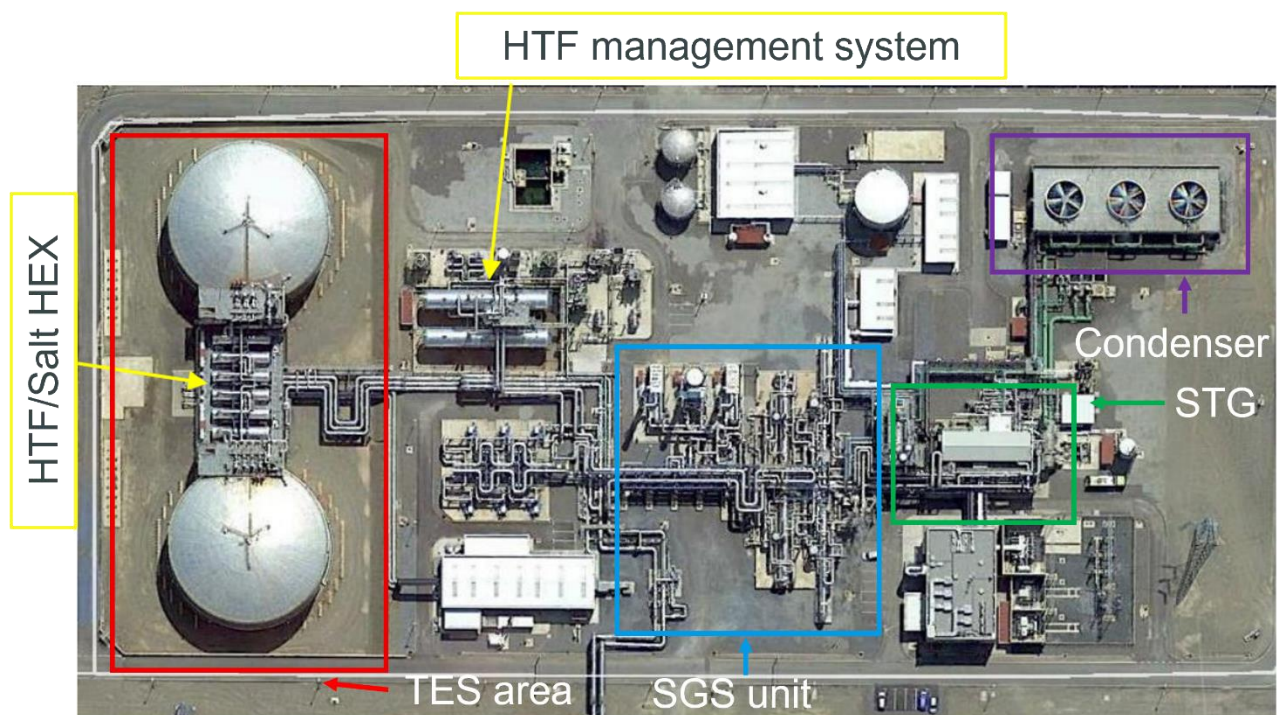 HTF management system
HTF/Salt HEX
Condenser
STG
TES area
SGS unit